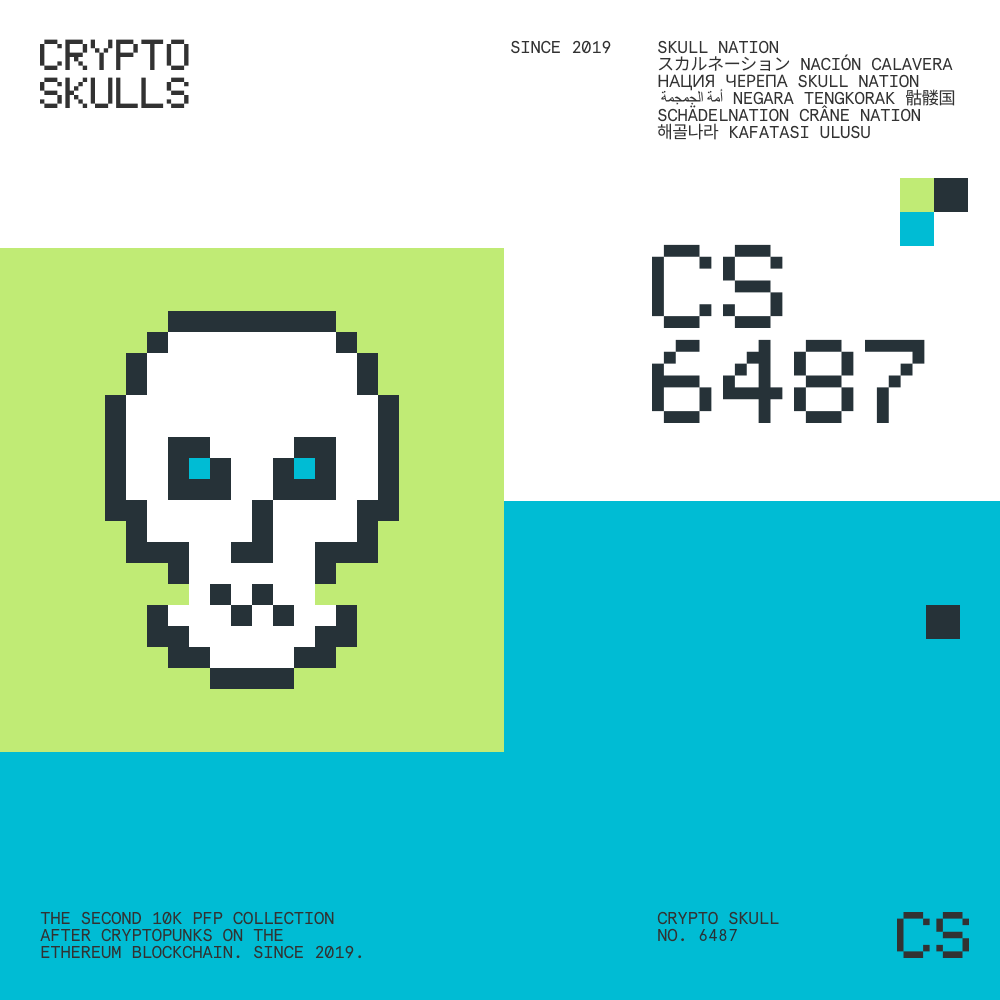 CRYPTO
SKULLS
SINCE 2019
SKULL NATION
スカルネーション NACIÓN CALAVERA
НАЦИЯ ЧЕРЕПА SKULL NATION
أمة الجمجمة NEGARA TENGKORAK 骷髅国
SCHÄDELNATION CRÂNE NATION
해골나라 KAFATASI ULUSU
CS
6487
THE SECOND 10K PFP COLLECTION
AFTER CRYPTOPUNKS ON THE
ETHEREUM BLOCKCHAIN. SINCE 2019.
CRYPTO SKULL
NO. 6487
CS